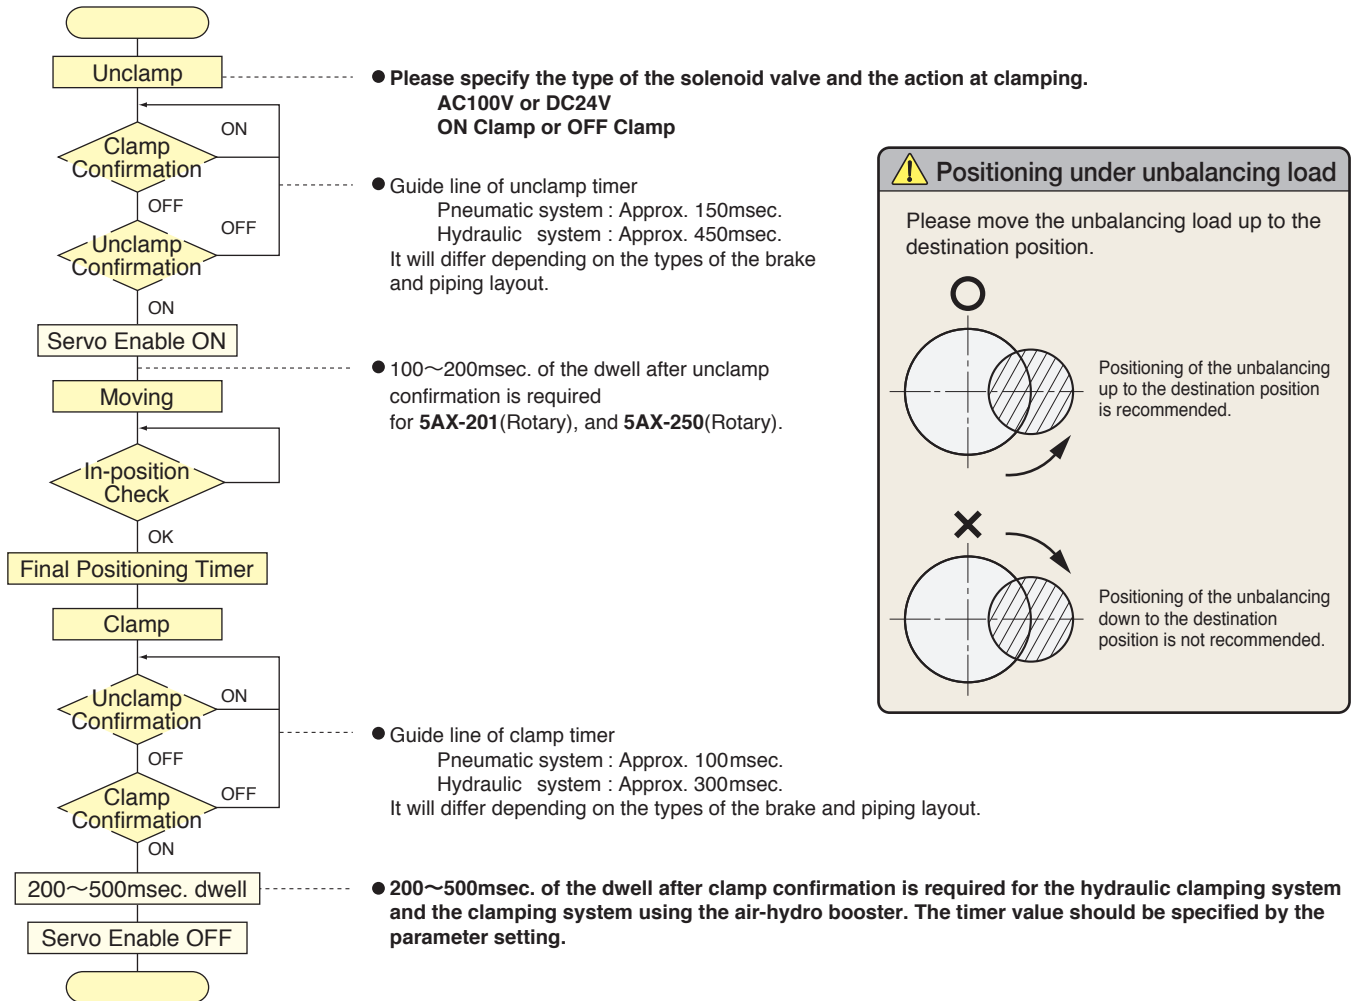 Unclamp
● Please specify the type of the solenoid valve and the action at clamping.
AC100V or DC24V
ON Clamp or OFF Clamp
ON
Clamp
Confirmation
OFF
● Guide line of unclamp timer
Pneumatic system : Approx. 150msec.
Hydraulic system : Approx. 450msec.
It will differ depending on the types of the brake
and piping layout.
OFF
Unclamp
Confirmation
ON
Servo Enable ON
● 100～200msec. of the dwell after unclamp
confirmation is required
for 5AX-201(Rotary), and 5AX-250(Rotary).
Moving
In-position
Check
OK
Final Positioning Timer
Clamp
Unclamp
Confirmation
ON
OFF
● Guide line of clamp timer
Pneumatic system : Approx. 100msec.
Hydraulic system : Approx. 300msec.
It will differ depending on the types of the brake and piping layout.
Clamp
Confirmation
OFF
ON
200～500msec. dwell
● 200～500msec. of the dwell after clamp confirmation is required for the hydraulic clamping system
and the clamping system using the air-hydro booster. The timer value should be specified by the
parameter setting.
Servo Enable OFF
Positioning under unbalancing load
Please move the unbalancing load up to the
destination position.
Positioning of the unbalancing
up to the destination position
is recommended.
Positioning of the unbalancing
down to the destination
position is not recommended.